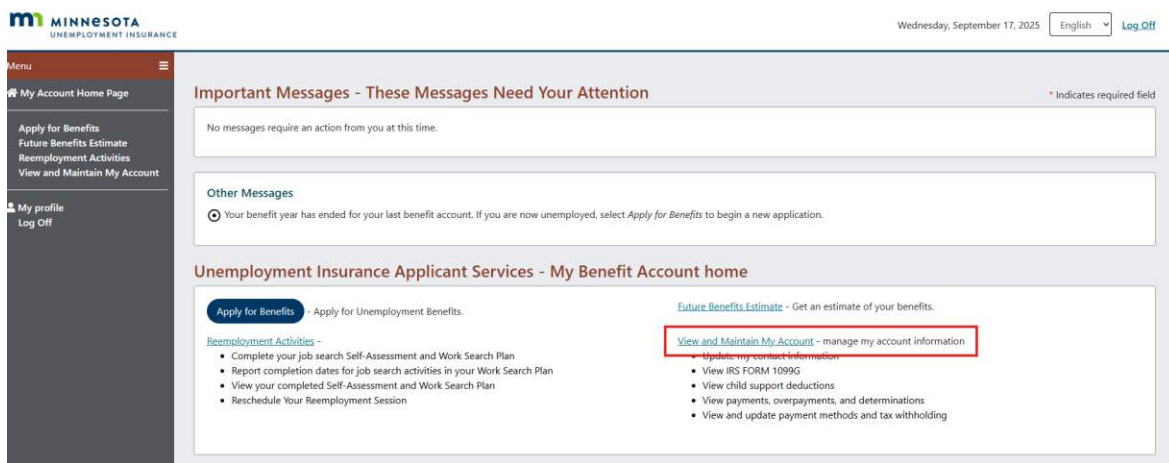 MINNESOTA
UNEMPLOYMENT INSURANCE
Wednesday, September 17, 2025 English Log Off
Menu
My Account Home Page
Apply for Benefits
Future Benefits Estimate
Reemployment Activities
View and Maintain My Account
My profile
Log Off
Important Messages - These Messages Need Your Attention
* Indicates required field
No messages require an action from you at this time.
Other Messages
Your benefit year has ended for your last benefit account. If you are now unemployed, select Apply for Benefits to begin a new application.
Unemployment Insurance Applicant Services - My Benefit Account home
Apply for Benefits - Apply for Unemployment Benefits.
Reemployment Activities -
• Complete your job search Self-Assessment and Work Search Plan
• Report completion dates for job search activities in your Work Search Plan
• View your completed Self-Assessment and Work Search Plan
• Reschedule Your Reemployment Session
Future Benefits Estimate - Get an estimate of your benefits.
View and Maintain My Account - manage my account information
• Update my contact information
• View IRS FORM 1099G
• View child support deductions
• View payments, overpayments, and determinations
• View and update payment methods and tax withholding